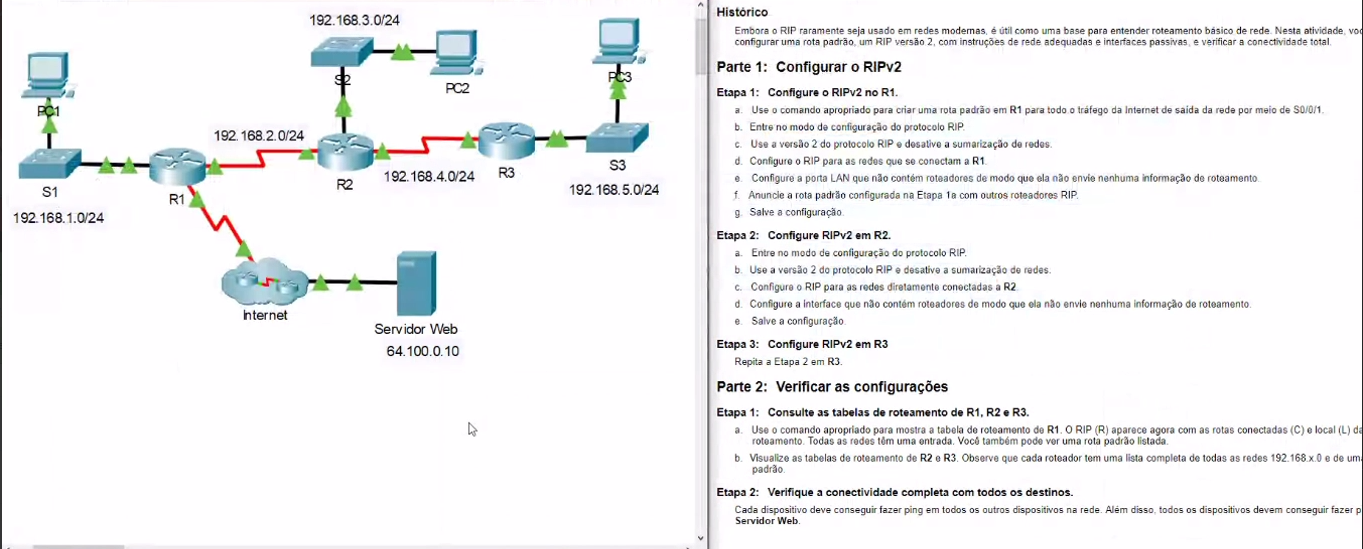 192.168.3.0/24
S2
PC2
PC3
PC1
192.168.2.0/24
S1
R1
R2
192.168.4.0/24
R3
S3
192.168.5.0/24
192.168.1.0/24
Internet
Servidor Web
64.100.0.10
Histórico
Embora o RIP raramente seja usado em redes modernas, é útil como uma base para entender roteamento básico de rede. Nesta atividade,
configurar uma rota padrão, um RIP versão 2, com instruções de rede adequadas e interfaces passivas, e verificar a conectividade total.
Parte 1: Configurar o RIPv2
Etapa 1: Configure o RIPv2 no R1.
a. Use o comando apropriado para criar uma rota padrão em R1 para todo o tráfego da Internet de saída da rede por meio de S0/0/1.
b. Entre no modo de configuração do protocolo RIP.
c. Use a versão 2 do protocolo RIP e desative a sumarização de redes.
d. Configure o RIP para as redes que se conectam a R1.
e. Configure a porta LAN que não contém roteadores de modo que ela não envie nenhuma informação de roteamento.
f. Anuncie a rota padrão configurada na Etapa 1a com outros roteadores RIP.
g. Salve a configuração.
Etapa 2: Configure RIPv2 em R2.
a. Entre no modo de configuração do protocolo RIP.
b. Use a versão 2 do protocolo RIP e desative a sumarização de redes.
c. Configure o RIP para as redes diretamente conectadas a R2.
d. Configure a interface que não contém roteadores de modo que ela não envie nenhuma informação de roteamento.
e. Salve a configuração.
Etapa 3: Configure RIPv2 em R3
Repita a Etapa 2 em R3.
Parte 2: Verificar as configurações
Etapa 1: Consulte as tabelas de roteamento de R1, R2 e R3.
a. Use o comando apropriado para mostra a tabela de roteamento de R1. O RIP (R) aparece agora com as rotas conectadas (C) e local (L)
roteamento. Todas as redes têm uma entrada. Você também pode ver uma rota padrão listada.
b. Visualize as tabelas de roteamento de R2 e R3. Observe que cada roteador tem uma lista completa de todas as redes 192.168.x.0 e de
padrão.
Etapa 2: Verifique a conectividade completa com todos os destinos.
Cada dispositivo deve conseguir fazer ping em todos os outros dispositivos na rede. Além disso, todos os dispositivos devem conseguir fazer
Servidor Web.